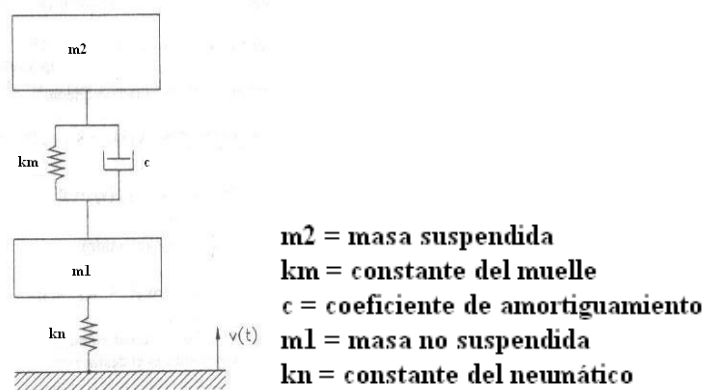 m2
km
c
m1
kn
v(t)
m2 = masa suspendida
km = constante del muelle
c = coeficiente de amortiguamiento
m1 = masa no suspendida
kn = constante del neumático